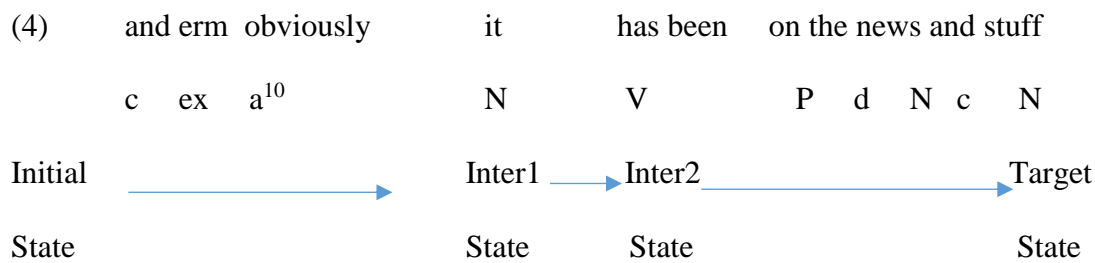 (4) and erm obviously it has been on the news and stuff
c ex a¹⁰ N V P d N c N
Initial Inter1 Inter2 Target
State State State State